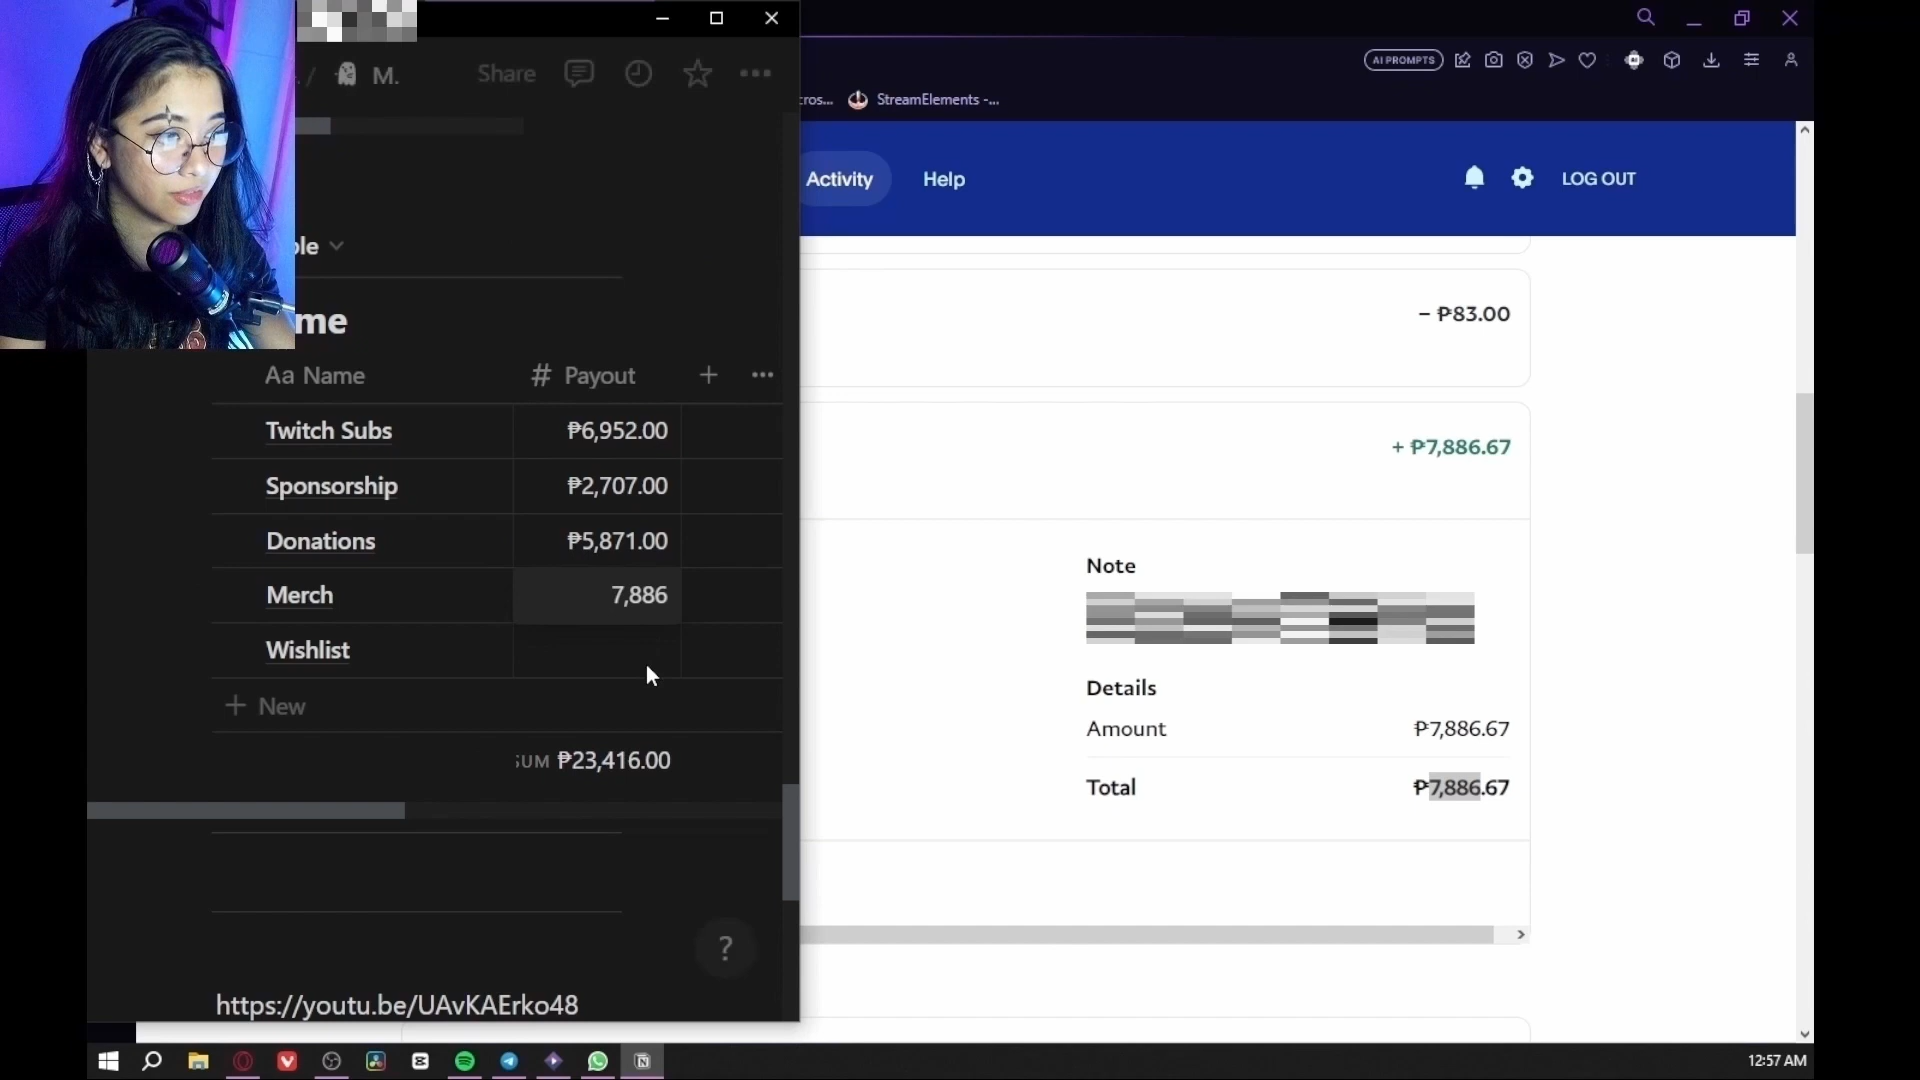 / M.
Share
ble
me
Aa Name
# Payout
Twitch Subs
₱6,952.00
Sponsorship
₱2,707.00
Donations
₱5,871.00
Merch
7,886
Wishlist
+ New
SUM ₱23,416.00
?
https://youtu.be/UAvKAErko48
AI PROMPTS
cros...
StreamElements -...
Activity
Help
LOG OUT
− ₱83.00
+ ₱7,886.67
Note
Details
Amount
₱7,886.67
Total
₱7,886.67
12:57 AM